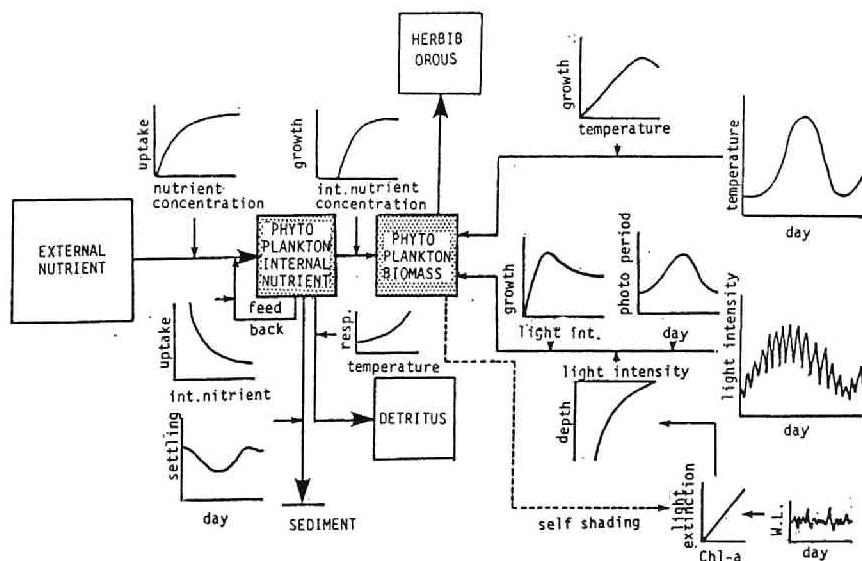 HERBIB
OROUS
growth
temperature
uptake
nutrient
concentration
growth
int.nutrient
concentration
temperature
day
EXTERNAL
NUTRIENT
PHYTO
PLANKTON
INTERNAL
NUTRIENT
PHYTO
PLANKTON
BIOMASS
feed
back
uptake
int.nitrient
resp.
temperature
growth
light int.
photo period
day
light intensity
day
light intensity
depth
settling
day
DETRITUS
SEDIMENT
self shading
light
extinction
Chl-a
W.L.
day